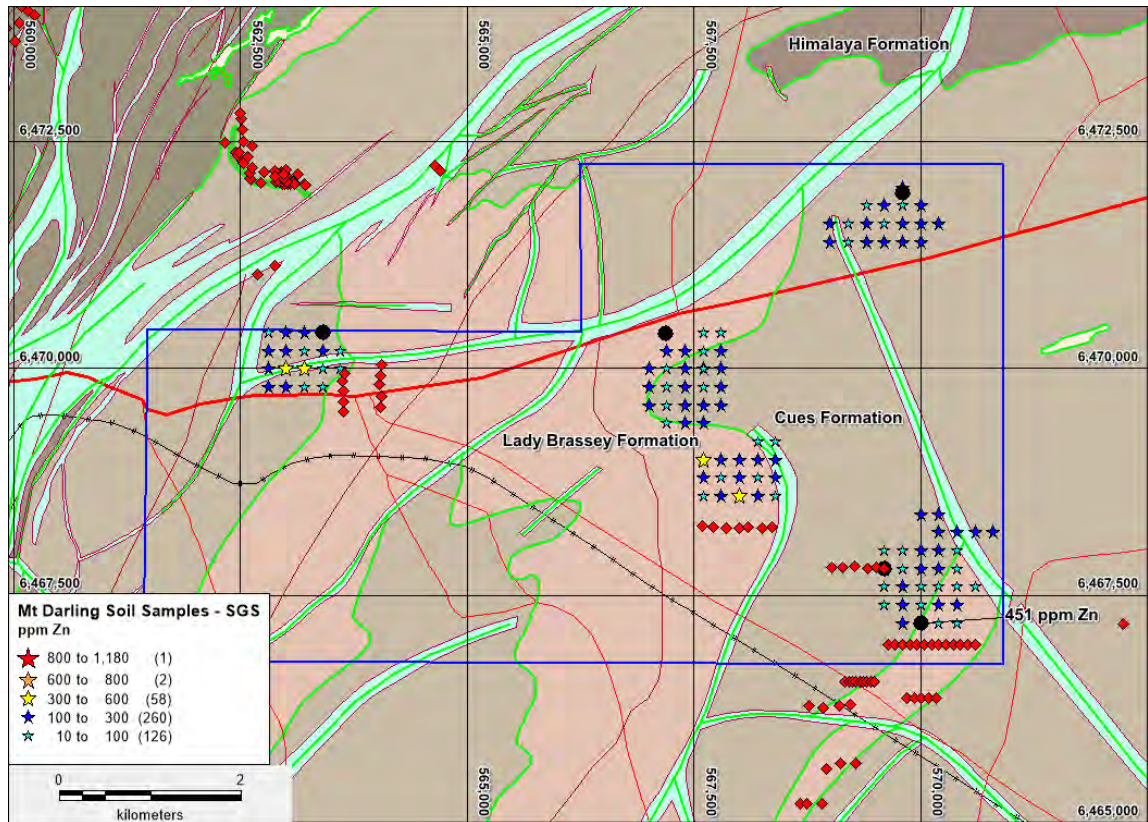 560,000
562,500
565,000
567,500
Himalaya Formation
6,472,500
6,472,500
6,470,000
6,470,000
Cues Formation
Lady Brassey Formation
6,467,500
6,467,500
451 ppm Zn
Mt Darling Soil Samples - SGS
ppm Zn
800 to 1,180 (1)
600 to 800 (2)
300 to 600 (58)
100 to 300 (260)
10 to 100 (126)
0 2
kilometers
565,000
567,500
570,000
6,465,000